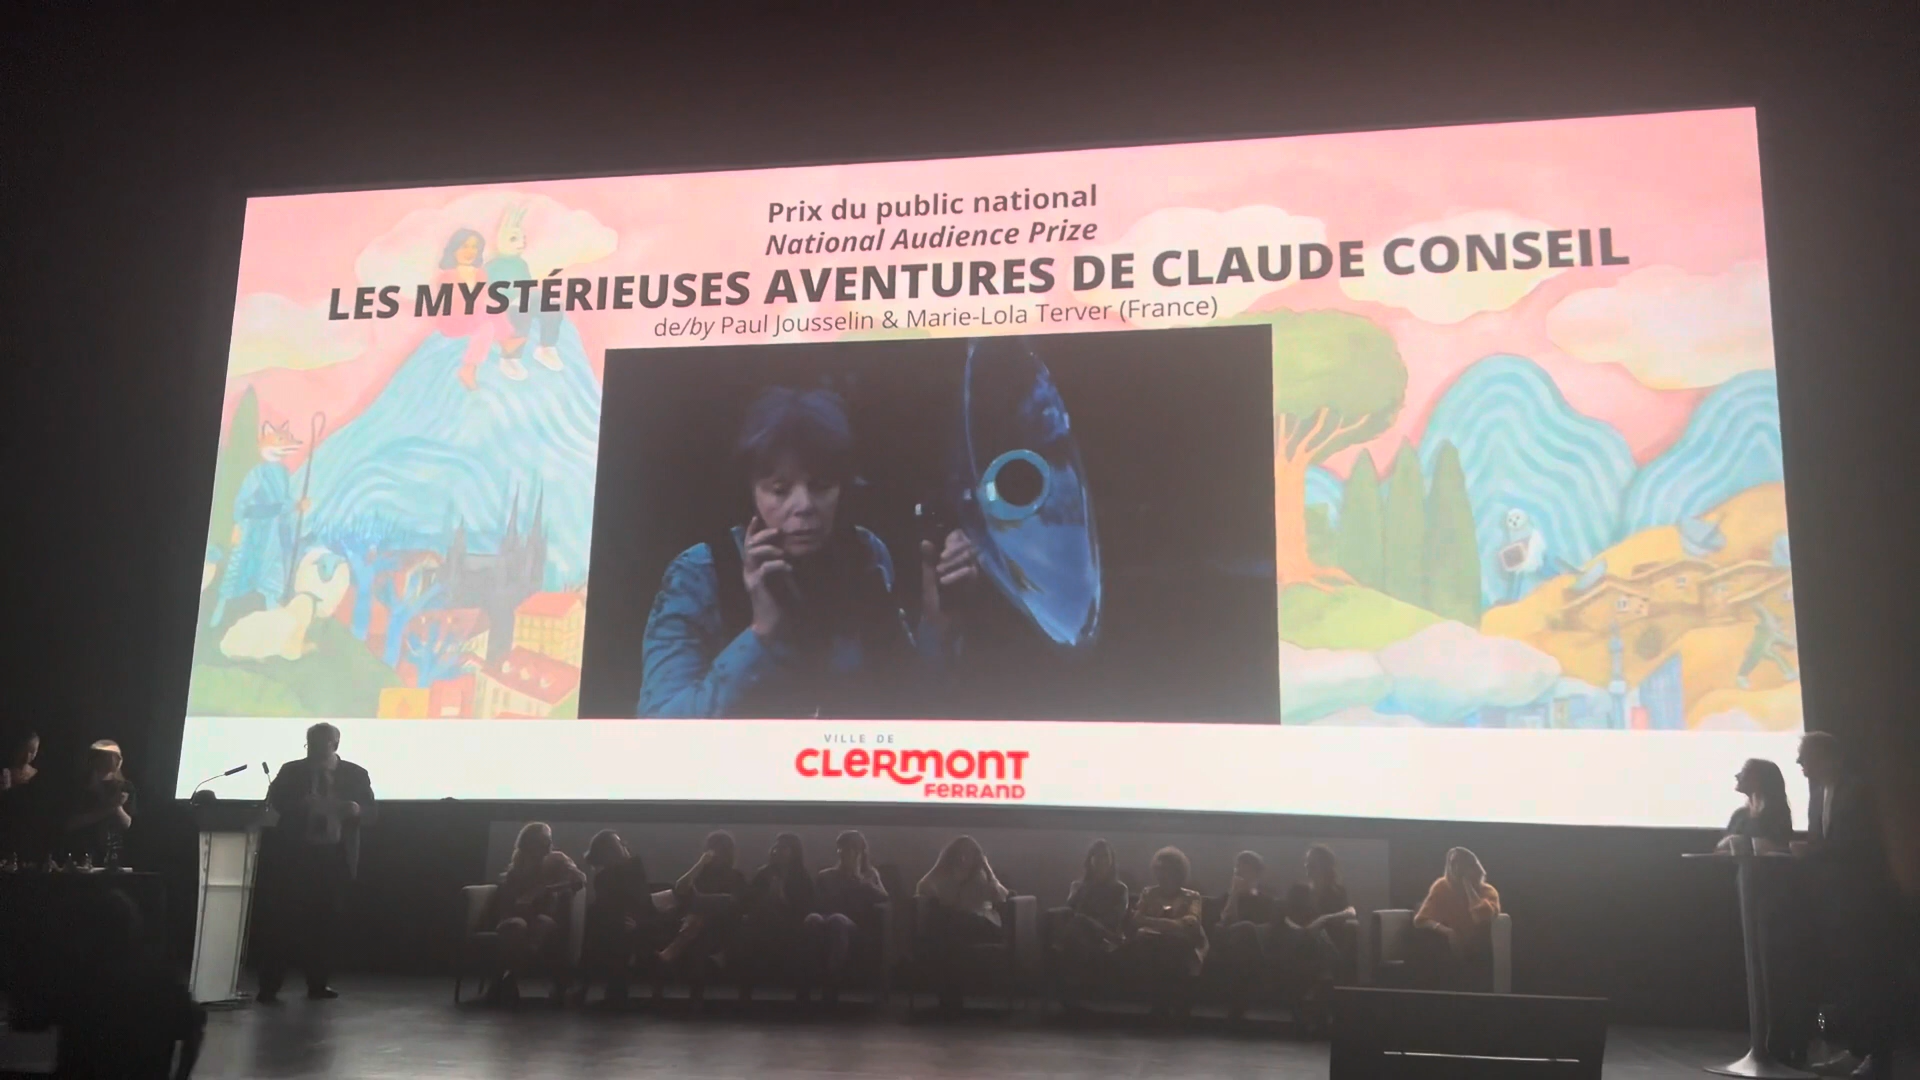 Prix du public national
National Audience Prize
LES MYSTÉRIEUSES AVENTURES DE CLAUDE CONSEIL
de/by Paul Jousselin & Marie-Lola Terver (France)
VILLE DE
CLERMONT
FERRAND